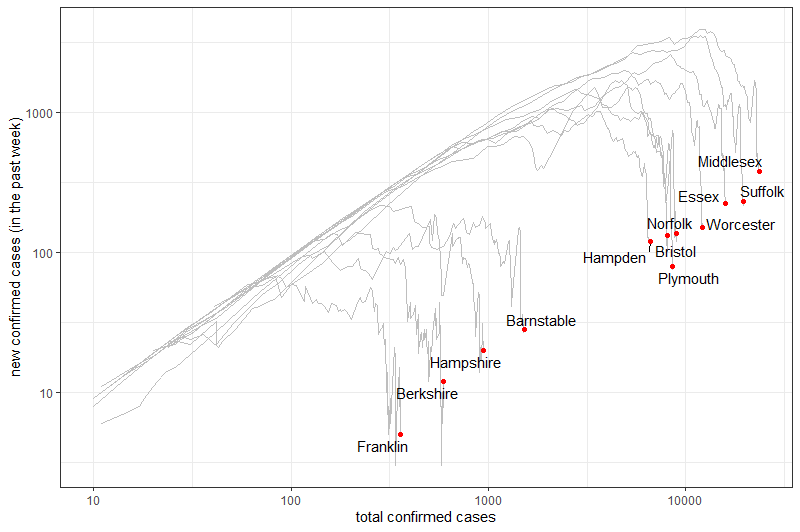 new confirmed cases (in the past week)
1000
100
10
Middlesex
Suffolk
Essex
Norfolk
Worcester
Bristol
Hampden
Plymouth
Barnstable
Hampshire
Berkshire
Franklin
10
100
1000
10000
total confirmed cases